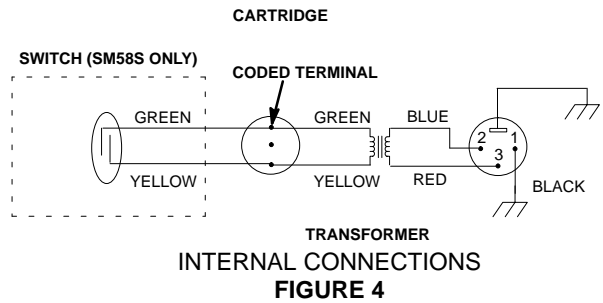 CARTRIDGE
SWITCH (SM58S ONLY)
CODED TERMINAL
GREEN
GREEN
BLUE
2
1
3
YELLOW
YELLOW
RED
BLACK
TRANSFORMER
INTERNAL CONNECTIONS
FIGURE 4